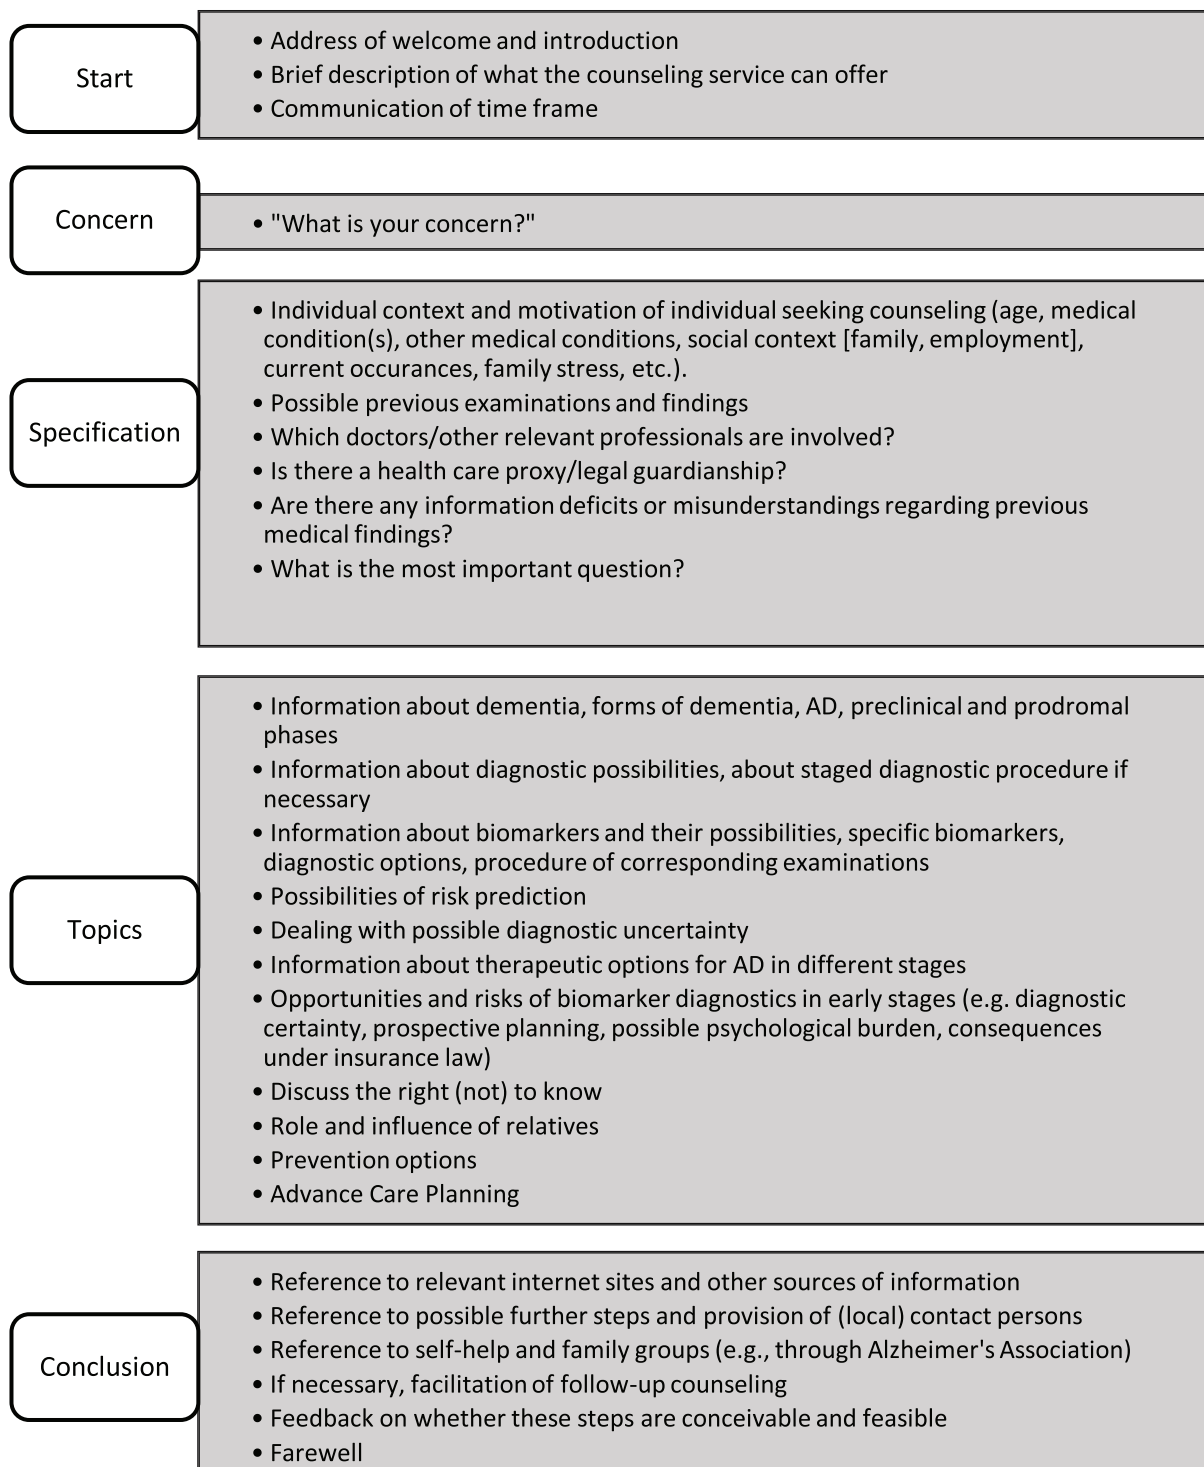 Start
• Address of welcome and introduction
• Brief description of what the counseling service can offer
• Communication of time frame
Concern
• "What is your concern?"
Specification
• Individual context and motivation of individual seeking counseling (age, medical
condition(s), other medical conditions, social context [family, employment],
current occurances, family stress, etc.).
• Possible previous examinations and findings
• Which doctors/other relevant professionals are involved?
• Is there a health care proxy/legal guardianship?
• Are there any information deficits or misunderstandings regarding previous
medical findings?
• What is the most important question?
Topics
• Information about dementia, forms of dementia, AD, preclinical and prodromal
phases
• Information about diagnostic possibilities, about staged diagnostic procedure if
necessary
• Information about biomarkers and their possibilities, specific biomarkers,
diagnostic options, procedure of corresponding examinations
• Possibilities of risk prediction
• Dealing with possible diagnostic uncertainty
• Information about therapeutic options for AD in different stages
• Opportunities and risks of biomarker diagnostics in early stages (e.g. diagnostic
certainty, prospective planning, possible psychological burden, consequences
under insurance law)
• Discuss the right (not) to know
• Role and influence of relatives
• Prevention options
• Advance Care Planning
Conclusion
• Reference to relevant internet sites and other sources of information
• Reference to possible further steps and provision of (local) contact persons
• Reference to self-help and family groups (e.g., through Alzheimer's Association)
• If necessary, facilitation of follow-up counseling
• Feedback on whether these steps are conceivable and feasible
• Farewell